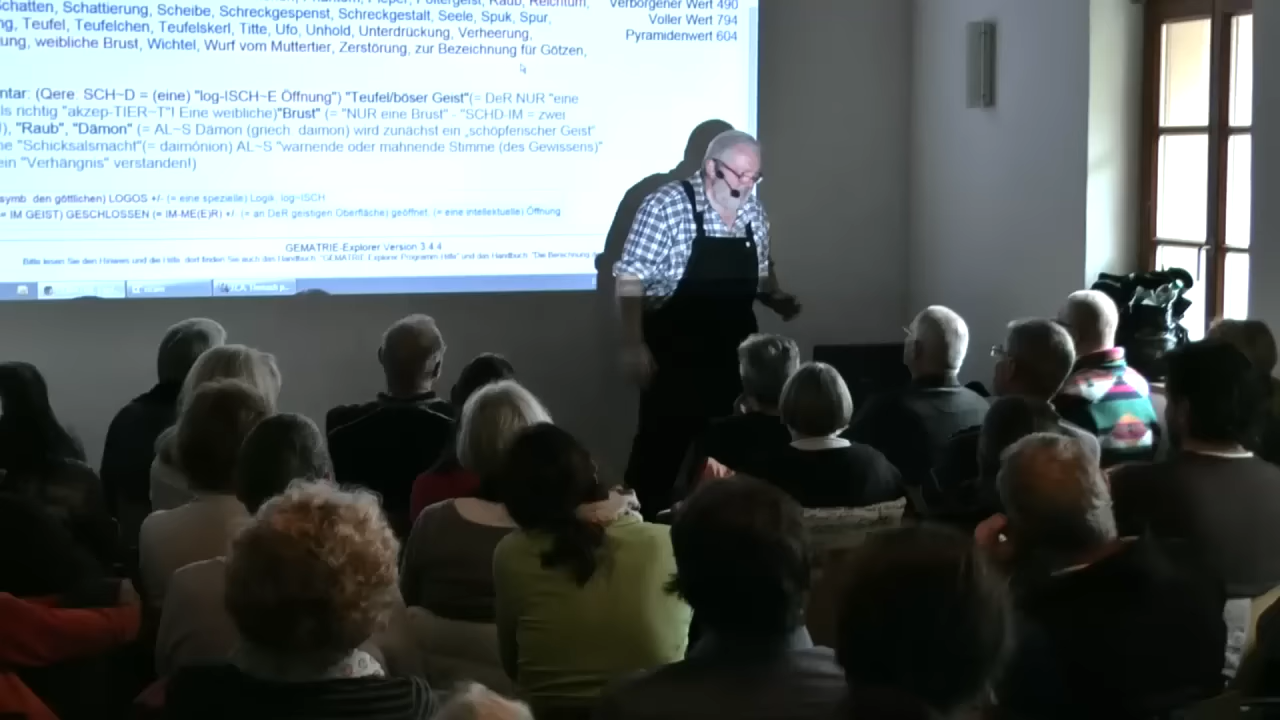 Schatten, Schattierung, Scheibe, Schreckgespenst, Schreckgestalt, Seele, Spuk, Spur,
Teufel, Teufelchen, Teufelskerl, Titte, Ufo, Unhold, Unterdrückung, Verheerung,
weibliche Brust, Wichtel, Wurf vom Muttertier, Zerstörung, zur Bezeichnung für Götzen,
Verborgener Wert 490
Voller Wert 794
Pyramidenwert 604
ntar: (Qere: SCH~D = (eine) "log-ISCH~E Öffnung") "Teufel/böser Geist"(= DeR NUR "eine
ls richtig "akzep-TIER~T"! Eine weibliche)"Brust" (= "NUR eine Brust" - "SCHD-IM = zwei
"Raub", "Dämon" (= AL~S Dämon (griech. daimon) wird zunächst ein „schöpferischer Geist"
ne "Schicksalsmacht"(= daimónion) AL~S "warnende oder mahnende Stimme (des Gewissens)"
ein "Verhängnis" verstanden!)
symb. den göttlichen) LOGOS +/- (= eine spezielle) Logik log~ISCH
= IM GEIST) GESCHLOSSEN (= IM-ME(E)R) +/- (= an DeR geistigen Oberfläche) geöffnet, (= eine intellektuelle) Öffnung
GEMATRIE-Explorer Version 3.4.4